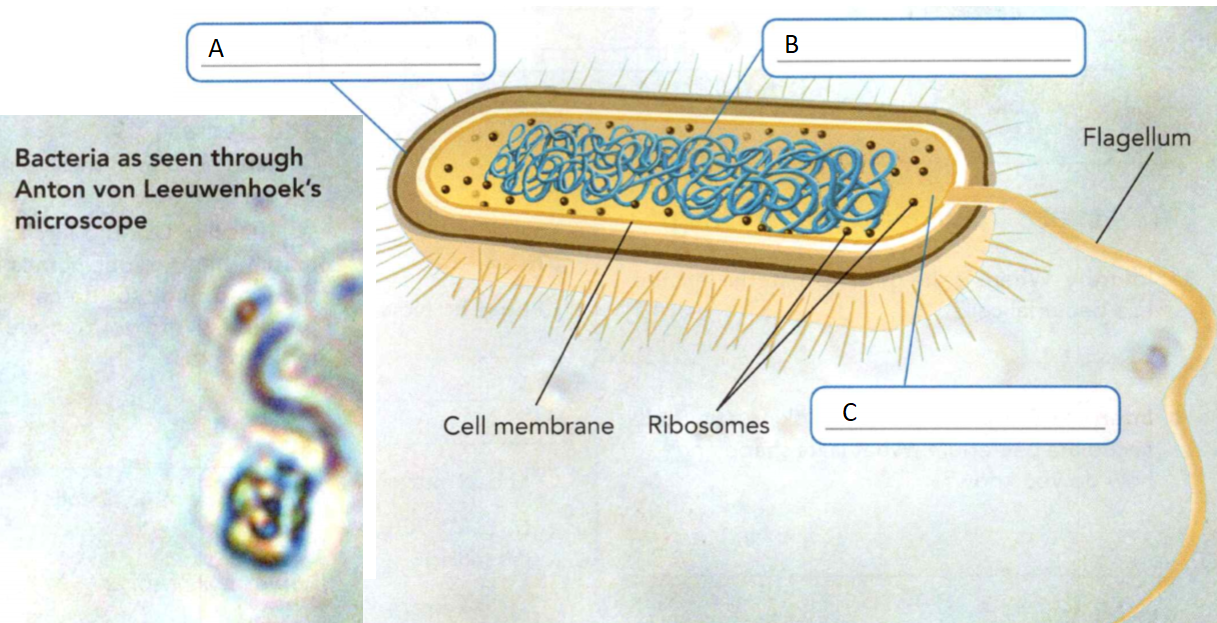 A
B
Flagellum
Bacteria as seen through
Anton von Leeuwenhoek's
microscope
C
Cell membrane
Ribosomes